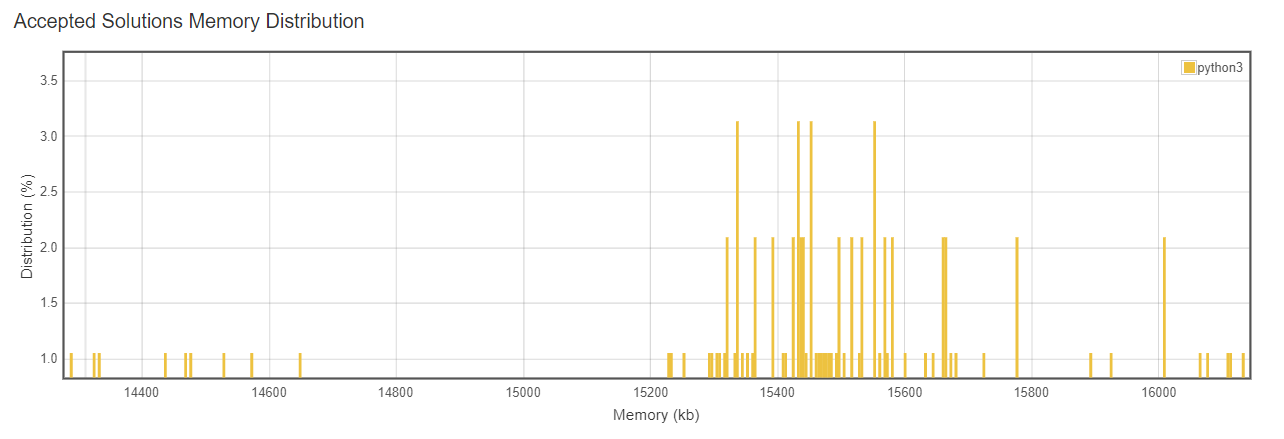 Accepted Solutions Memory Distribution
python3
Distribution (%)
3.5
3.0
2.5
2.0
1.5
1.0
14400 14600 14800 15000 15200 15400 15600 15800 16000
Memory (kb)